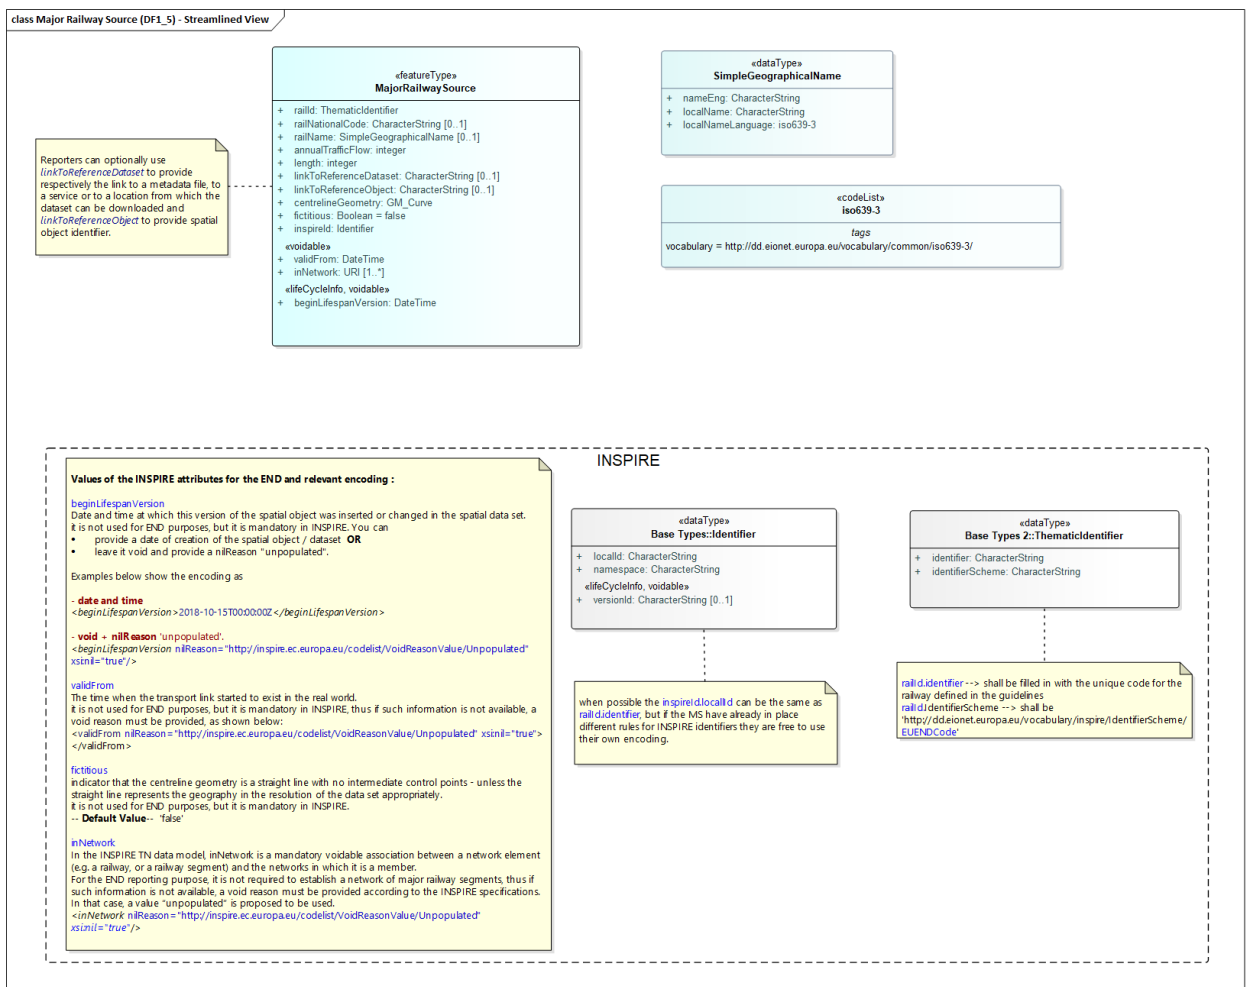 class Major Railway Source (DF1_5) - Streamlined View
«featureType»
MajorRailwaySource
+ railId: ThematicIdentifier
+ railNationalCode: CharacterString [0..1]
+ railName: SimpleGeographicalName [0..1]
+ annualTrafficFlow: integer
+ length: integer
+ linkToReferenceDataset: CharacterString [0..1]
+ linkToReferenceObject: CharacterString [0..1]
+ centrelineGeometry: GM_Curve
+ fictitious: Boolean = false
+ inspireId: Identifier
«voidable»
+ validFrom: DateTime
+ inNetwork: URI [1..*]
«lifeCycleInfo, voidable»
+ beginLifespanVersion: DateTime
«dataType»
SimpleGeographicalName
+ nameEng: CharacterString
+ localName: CharacterString
+ localNameLanguage: iso639-3
Reporters can optionally use
linkToReferenceDataset to provide
respectively the link to a metadata file, to
a service or to a location from which the
dataset can be downloaded and
linkToReferenceObject to provide spatial
object identifier.
«codeList»
iso639-3
tags
vocabulary = http://dd.eionet.europa.eu/vocabulary/common/iso639-3/
INSPIRE
Values of the INSPIRE attributes for the END and relevant encoding :
beginLifespanVersion
Date and time at which this version of the spatial object was inserted or changed in the spatial data set.
it is not used for END purposes, but it is mandatory in INSPIRE. You can
• provide a date of creation of the spatial object / dataset OR
• leave it void and provide a nilReason "unpopulated".
Examples below show the encoding as
- date and time
<beginLifespanVersion>2018-10-15T00:00:00Z</beginLifespanVersion>
- void + nilReason 'unpopulated'.
<beginLifespanVersion nilReason="http://inspire.ec.europa.eu/codelist/VoidReasonValue/Unpopulated"
xsi:nil="true"/>
validFrom
The time when the transport link started to exist in the real world.
it is not used for END purposes, but it is mandatory in INSPIRE, thus if such information is not available, a
void reason must be provided, as shown below:
<validFrom nilReason="http://inspire.ec.europa.eu/codelist/VoidReasonValue/Unpopulated" xsi:nil="true">
</validFrom>
fictitious
indicator that the centreline geometry is a straight line with no intermediate control points - unless the
straight line represents the geography in the resolution of the data set appropriately.
it is not used for END purposes, but it is mandatory in INSPIRE.
-- Default Value-- 'false'
inNetwork
In the INSPIRE TN data model, inNetwork is a mandatory voidable association between a network element
(e.g. a railway, or a railway segment) and the networks in which it is a member.
For the END reporting purpose, it is not required to establish a network of major railway segments, thus if
such information is not available, a void reason must be provided according to the INSPIRE specifications.
In that case, a value "unpopulated" is proposed to be used.
<inNetwork nilReason="http://inspire.ec.europa.eu/codelist/VoidReasonValue/Unpopulated"
xsi:nil="true"/>
«dataType»
Base Types::Identifier
+ localId: CharacterString
+ namespace: CharacterString
«lifeCycleInfo, voidable»
+ versionId: CharacterString [0..1]
«dataType»
Base Types 2::ThematicIdentifier
+ identifier: CharacterString
+ identifierScheme: CharacterString
when possible the inspireId.localId can be the same as
railId.identifier, but if the MS have already in place
different rules for INSPIRE identifiers they are free to use
their own encoding.
railId.identifier --> shall be filled in with the unique code for the
railway defined in the guidelines
railId.IdentifierScheme --> shall be
'http://dd.eionet.europa.eu/vocabulary/inspire/IdentifierScheme/
EUENDCode'